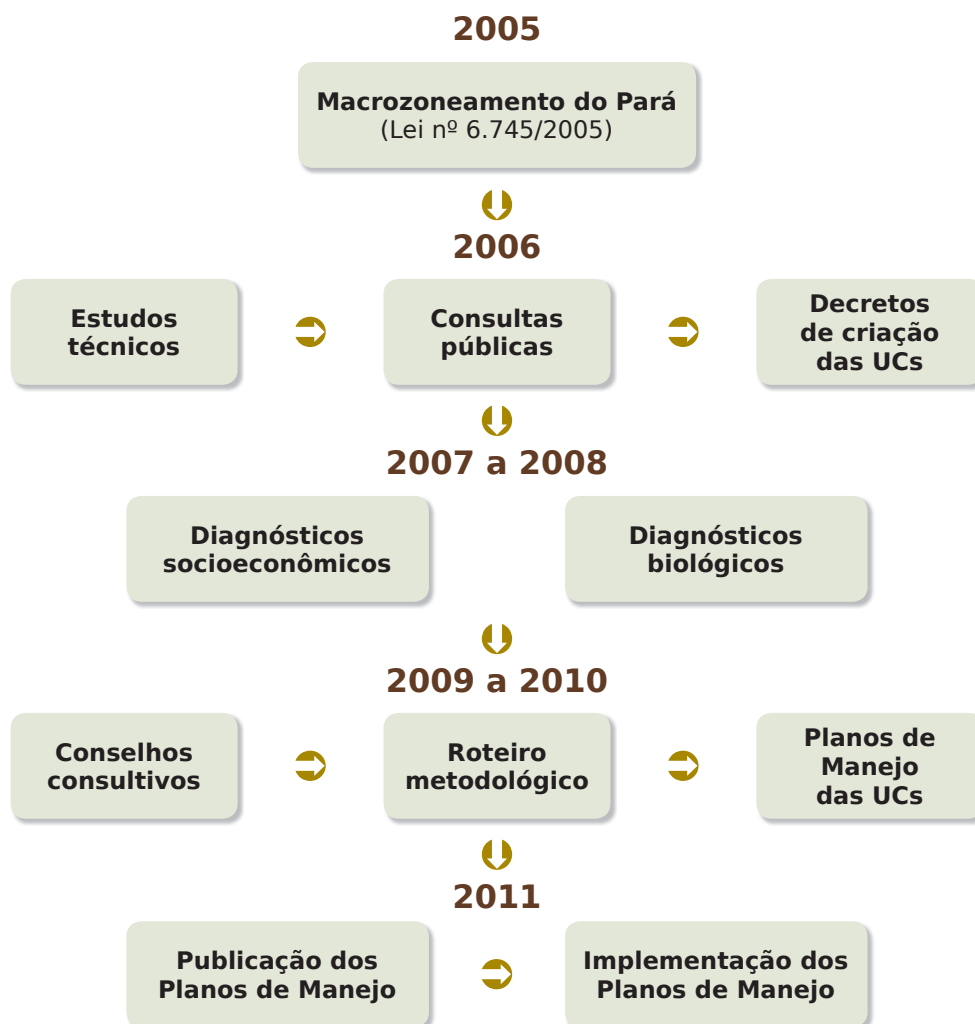 2005
Macrozoneamento do Pará
(Lei nº 6.745/2005)
2006
Estudos
técnicos
Consultas
públicas
Decretos
de criação
das UCs
2007 a 2008
Diagnósticos
socioeconômicos
Diagnósticos
biológicos
2009 a 2010
Conselhos
consultivos
Roteiro
metodológico
Planos de
Manejo
das UCs
2011
Publicação dos
Planos de Manejo
Implementação dos
Planos de Manejo